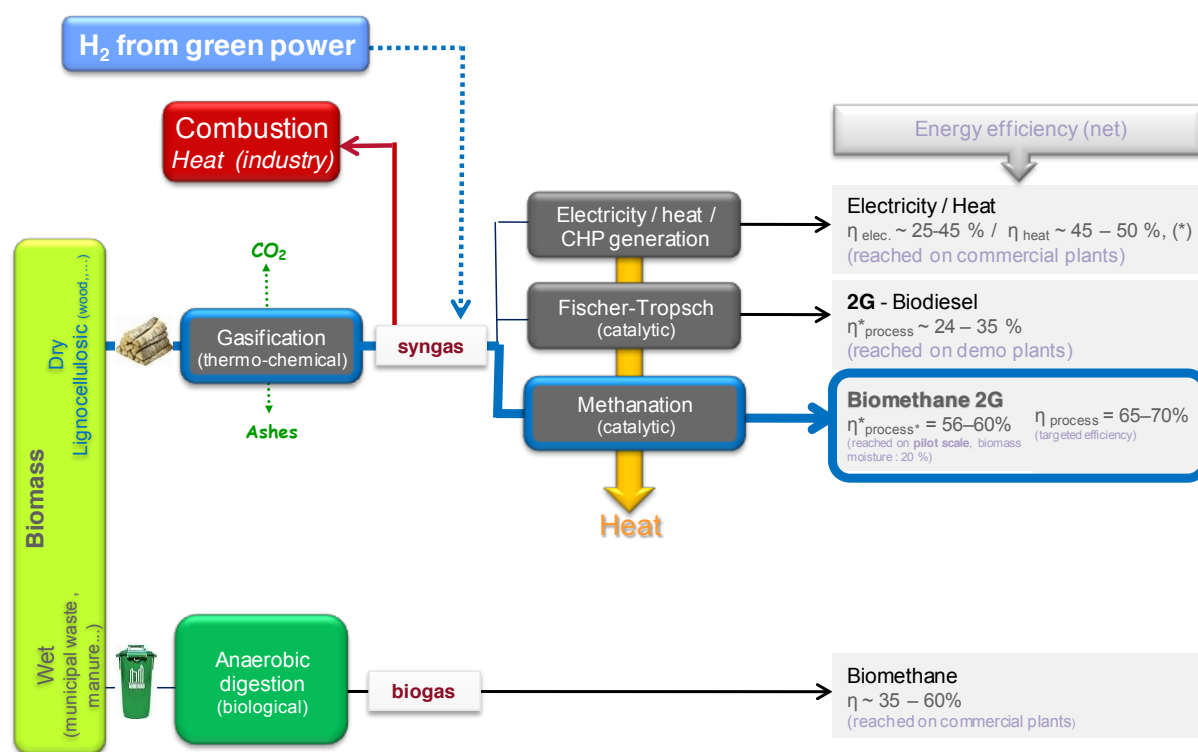 H2 from green power
Combustion
Heat (industry)
Energy efficiency (net)
Electricity / heat /
CHP generation
Electricity / Heat
η elec. ~ 25-45 % / η heat ~ 45 – 50 %, (*)
(reached on commercial plants)
CO2
Fischer-Tropsch
(catalytic)
2G - Biodiesel
η*process ~ 24 – 35 %
(reached on demo plants)
Biomass
Dry
Lignocellulosic (wood,,…)
Gasification
(thermo-chemical)
syngas
Ashes
Methanation
(catalytic)
Biomethane 2G
η*process* = 56–60%
(reached on pilot scale, biomass
moisture : 20 %)
η process = 65–70%
(targeted efficiency)
Heat
Wet
(municipal waste ,
manure...)
Anaerobic
digestion
(biological)
biogas
Biomethane
η ~ 35 – 60%
(reached on commercial plants)